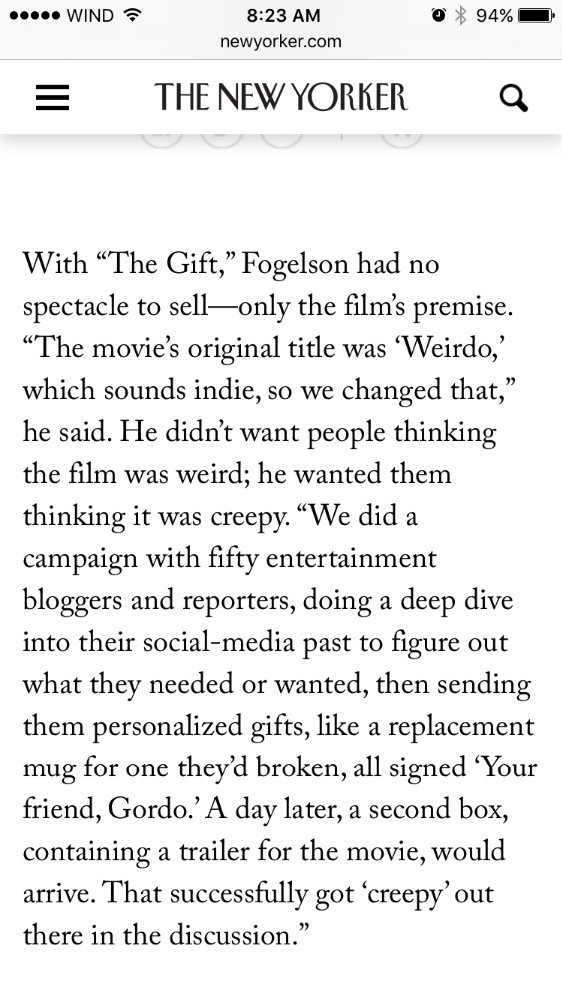 WIND 8:23 AM 94%
newyorker.com
THE NEW YORKER
With “The Gift,” Fogelson had no
spectacle to sell—only the film’s premise.
“The movie’s original title was ‘Weirdo,’
which sounds indie, so we changed that,”
he said. He didn’t want people thinking
the film was weird; he wanted them
thinking it was creepy. “We did a
campaign with fifty entertainment
bloggers and reporters, doing a deep dive
into their social-media past to figure out
what they needed or wanted, then sending
them personalized gifts, like a replacement
mug for one they’d broken, all signed ‘Your
friend, Gordo.’ A day later, a second box,
containing a trailer for the movie, would
arrive. That successfully got ‘creepy’ out
there in the discussion.”